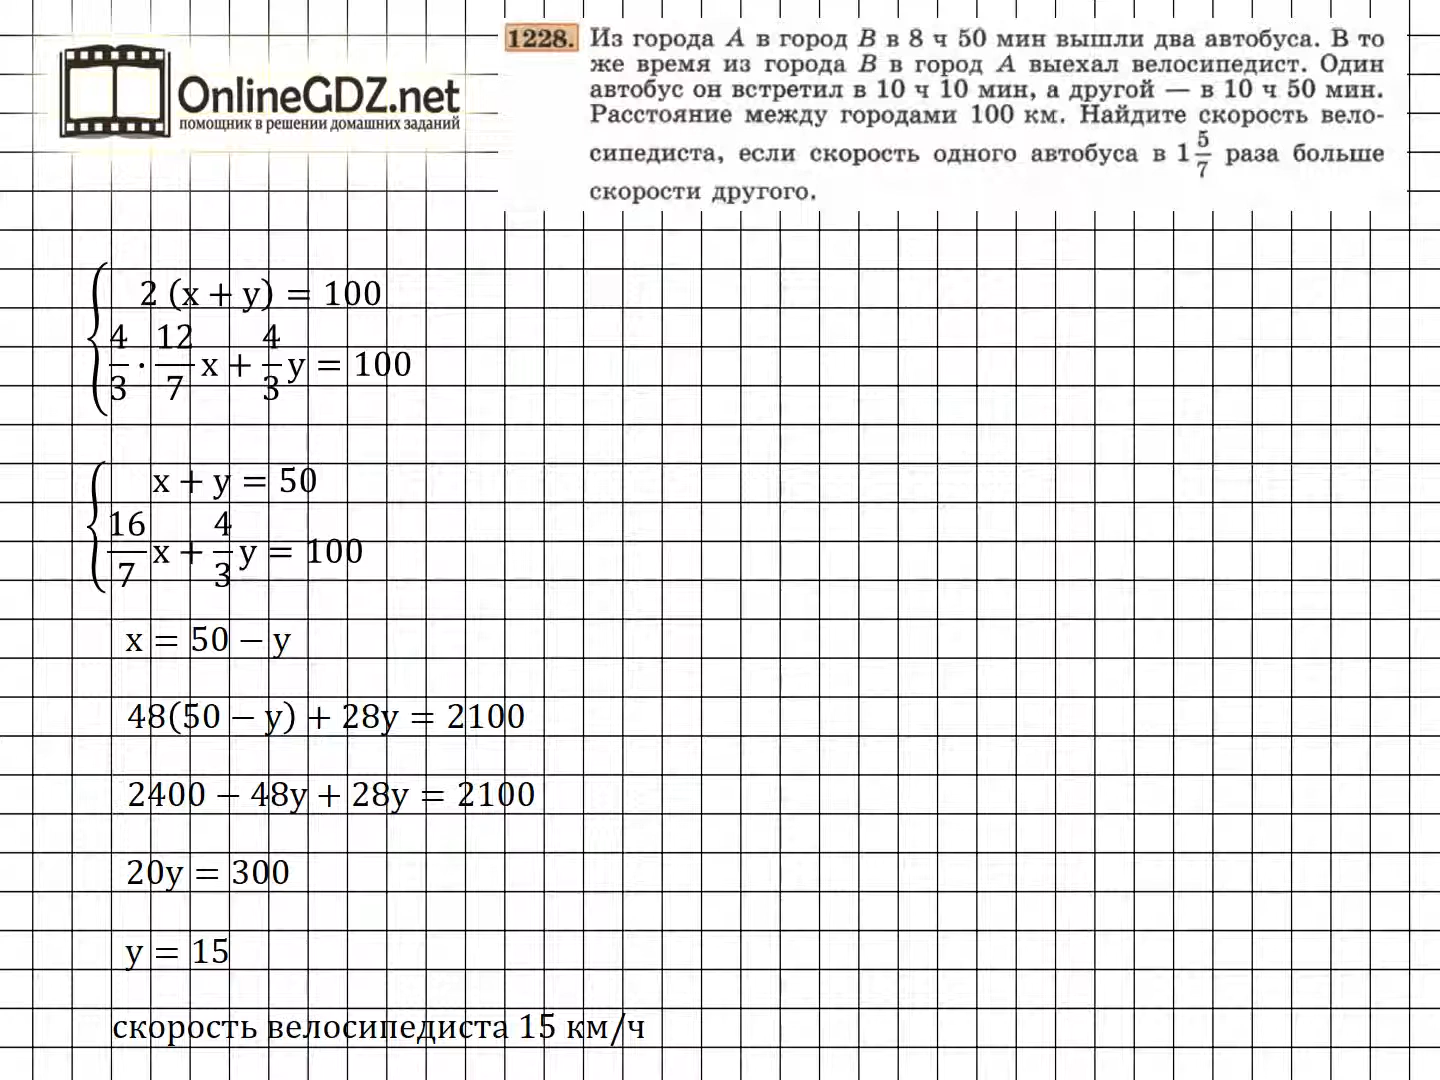 OnlineGDZ.net
помощник в решении домашних заданий
1228. Из города A в город B в 8 ч 50 мин вышли два автобуса. В то
же время из города B в город A выехал велосипедист. Один
автобус он встретил в 10 ч 10 мин, а другой — в 10 ч 50 мин.
Расстояние между городами 100 км. Найдите скорость вело-
сипедиста, если скорость одного автобуса в 1 5/7 раза больше
скорости другого.
2 (x + y) = 100
4/3 · 12/7 x + 4/3 y = 100
x + y = 50
16/7 x + 4/3 y = 100
x = 50 − y
48(50 − y) + 28y = 2100
2400 − 48y + 28y = 2100
20y = 300
y = 15
скорость велосипедиста 15 км/ч